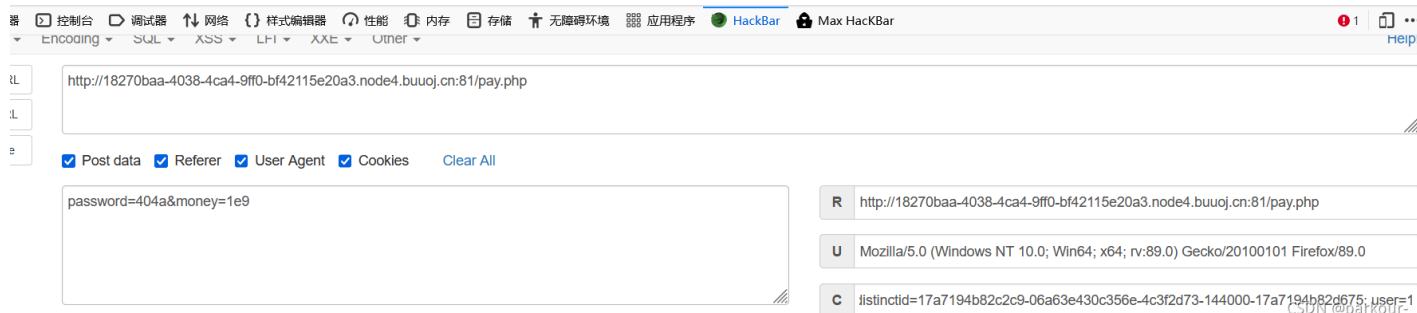 器 控制台 调试器 网络 样式编辑器 性能 内存 存储 无障碍环境 应用程序 HackBar Max HacKBar 1
Encoding SQL XSS LFI XXE Other Help
RL http://18270baa-4038-4ca4-9ff0-bf42115e20a3.node4.buuoj.cn:81/pay.php
Post data Referer User Agent Cookies Clear All
password=404a&money=1e9
R http://18270baa-4038-4ca4-9ff0-bf42115e20a3.node4.buuoj.cn:81/pay.php
U Mozilla/5.0 (Windows NT 10.0; Win64; x64; rv:89.0) Gecko/20100101 Firefox/89.0
C distinctid=17a7194b82c2c9-06a63e430c356e-4c3f2d73-144000-17a7194b82d675; user=1
CSDN @parkour-